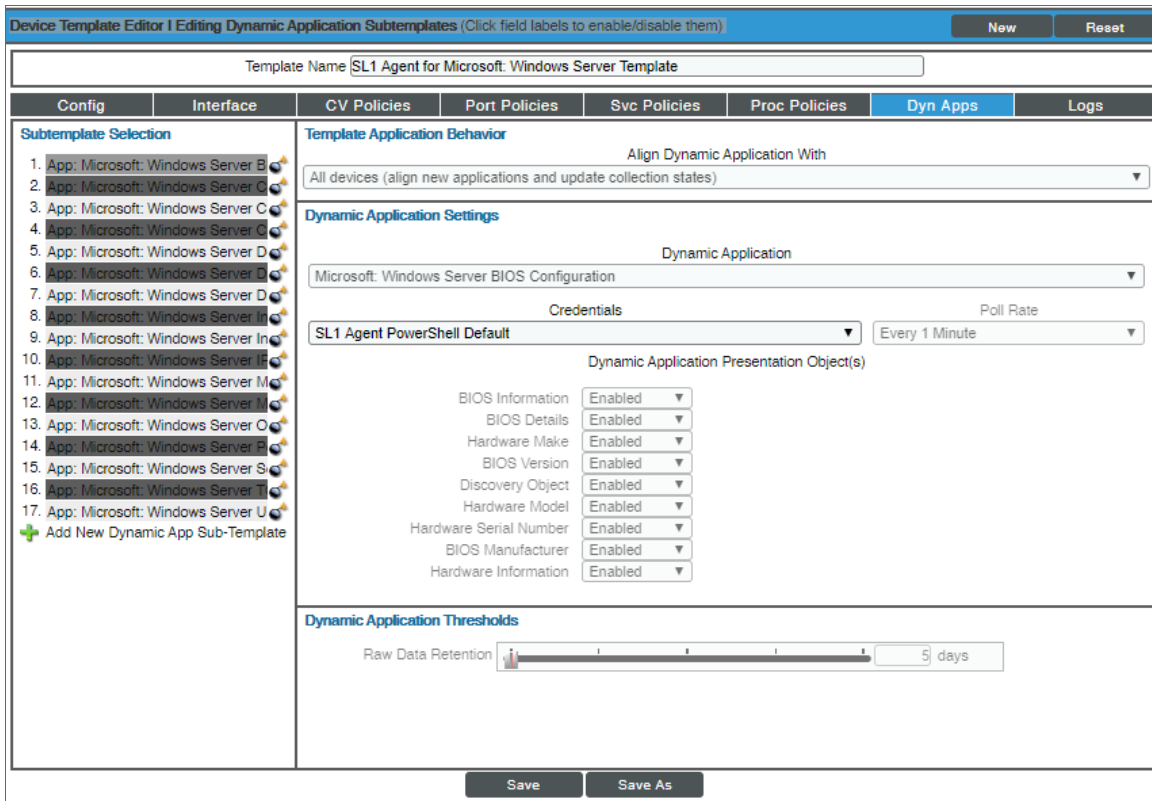 Device Template Editor | Editing Dynamic Application Subtemplates (Click field labels to enable/disable them)
New
Reset
Template Name SL1 Agent for Microsoft: Windows Server Template
Config
Interface
CV Policies
Port Policies
Svc Policies
Proc Policies
Dyn Apps
Logs
Subtemplate Selection
1. App: Microsoft: Windows Server B
2. App: Microsoft: Windows Server C
3. App: Microsoft: Windows Server C
4. App: Microsoft: Windows Server C
5. App: Microsoft: Windows Server D
6. App: Microsoft: Windows Server D
7. App: Microsoft: Windows Server D
8. App: Microsoft: Windows Server In
9. App: Microsoft: Windows Server In
10. App: Microsoft: Windows Server IP
11. App: Microsoft: Windows Server M
12. App: Microsoft: Windows Server M
13. App: Microsoft: Windows Server O
14. App: Microsoft: Windows Server P
15. App: Microsoft: Windows Server S
16. App: Microsoft: Windows Server T
17. App: Microsoft: Windows Server U
Add New Dynamic App Sub-Template
Template Application Behavior
Align Dynamic Application With
All devices (align new applications and update collection states)
Dynamic Application Settings
Dynamic Application
Microsoft: Windows Server BIOS Configuration
Credentials
Poll Rate
SL1 Agent PowerShell Default
Every 1 Minute
Dynamic Application Presentation Object(s)
BIOS Information Enabled
BIOS Details Enabled
Hardware Make Enabled
BIOS Version Enabled
Discovery Object Enabled
Hardware Model Enabled
Hardware Serial Number Enabled
BIOS Manufacturer Enabled
Hardware Information Enabled
Dynamic Application Thresholds
Raw Data Retention 5 days
Save
Save As